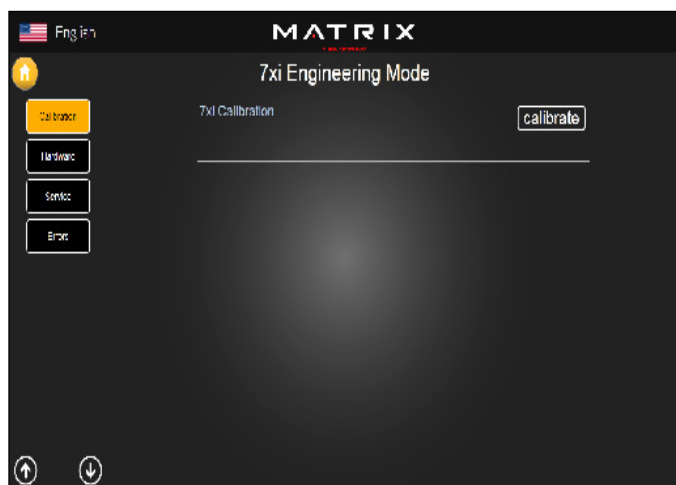 English
MATRIX
7xi Engineering Mode
Calibration
Hardware
Service
Errors
7xi Calibration
calibrate